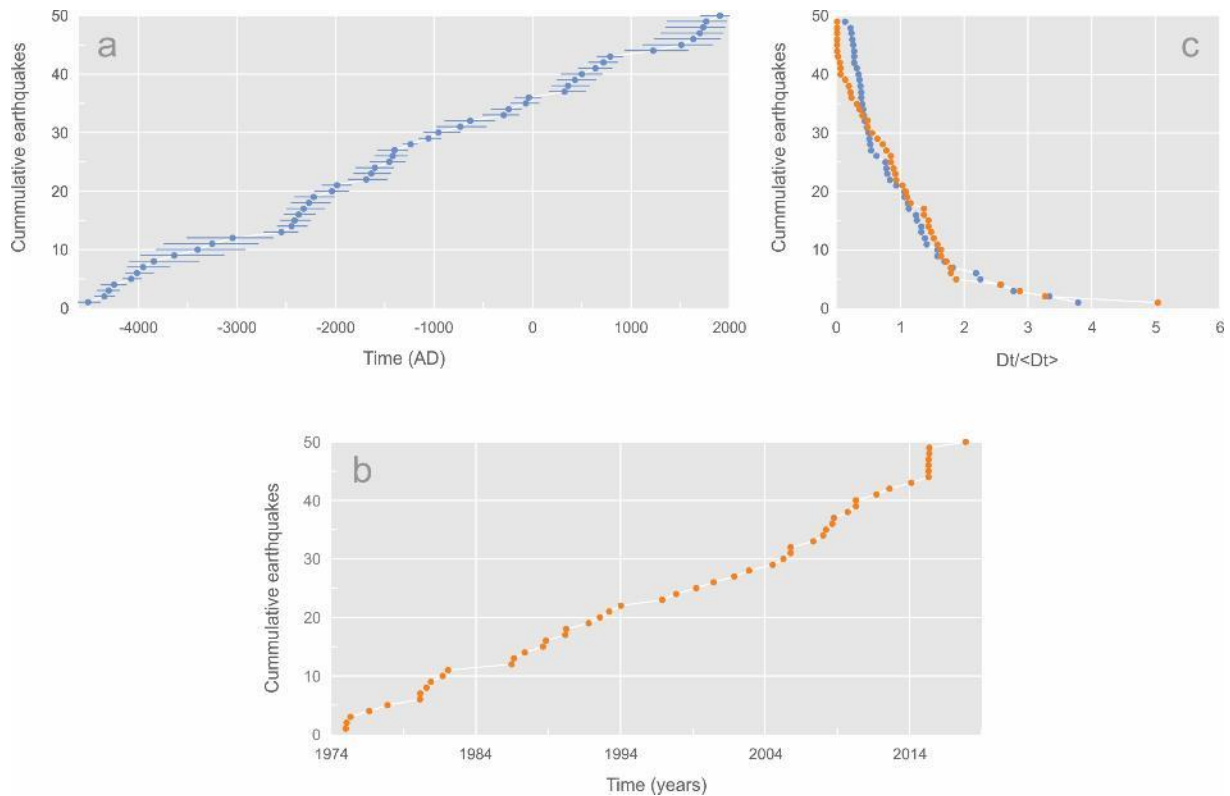 a
Cummulative earthquakes
50
40
30
20
10
0
-4000 -3000 -2000 -1000 0 1000 2000
Time (AD)
c
Cummulative earthquakes
50
40
30
20
10
0
0 1 2 3 4 5 6
Dt/<Dt>
b
Cummulative earthquakes
50
40
30
20
10
0
1974 1984 1994 2004 2014
Time (years)